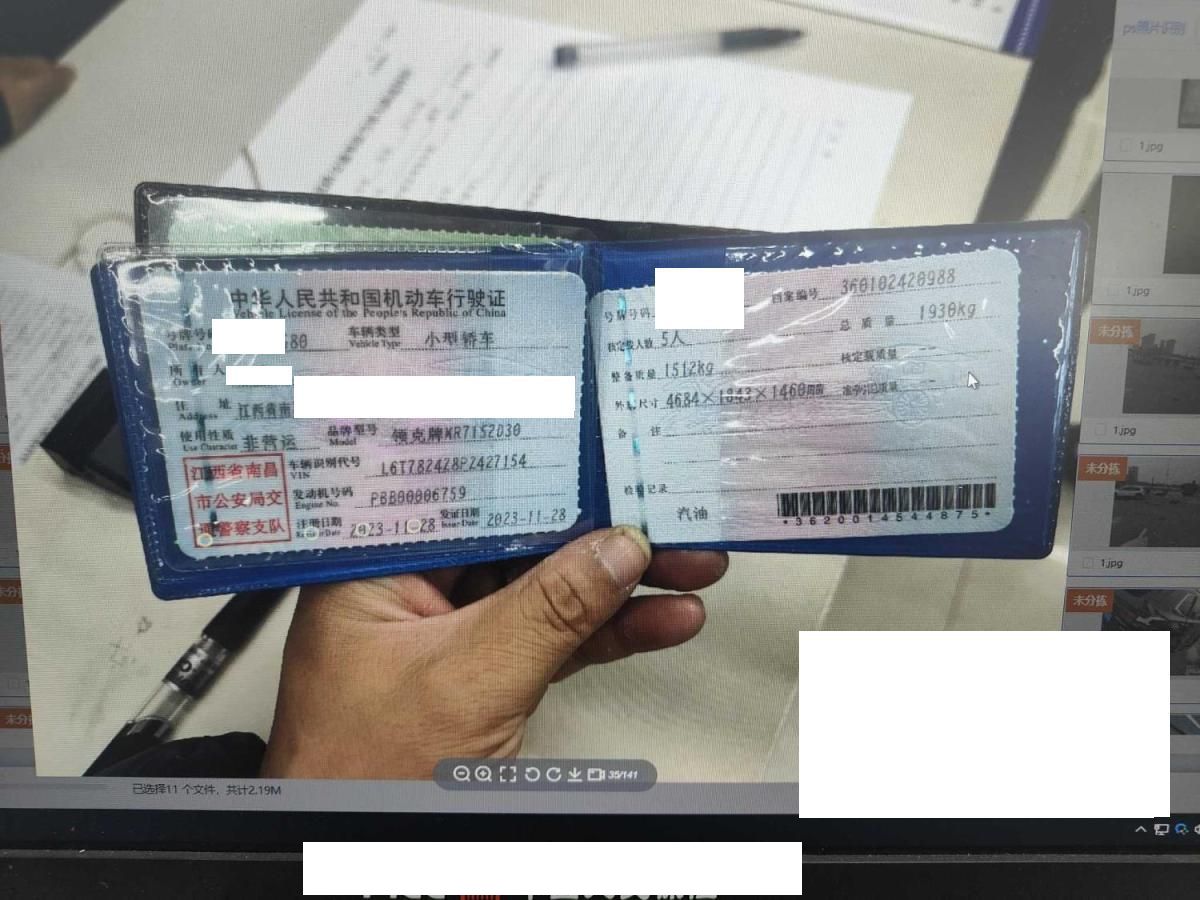 ps照片识别
1.jpg
1.jpg
未分拣
1.jpg
未分拣
1.jpg
未分拣
中华人民共和国机动车行驶证
Vehicle License of the People's Republic of China
号牌号码 80 车辆类型 小型轿车
Vehicle Type
所有人
Owner
住址 江西省南
Address
使用性质 非营运 品牌型号 领克牌MR7152D30
Use Character Model
江西省南昌
市公安局交
通警察支队
车辆识别代号
VIN
发动机号码 PBB00006759
Engine No.
注册日期 2023-11-28 发证日期 2023-11-28
Register Date Issue Date
号牌号码 档案编号 360102420988
核定载人数 5人 总质量 1930kg
整备质量 1512kg 核定载质量 --
外廓尺寸 4684×1843×1460mm 准牵引总质量 --
备注
检验记录
汽油
*3620014544875*
未分拣
35/141
已选择11 个文件，共计2.19M